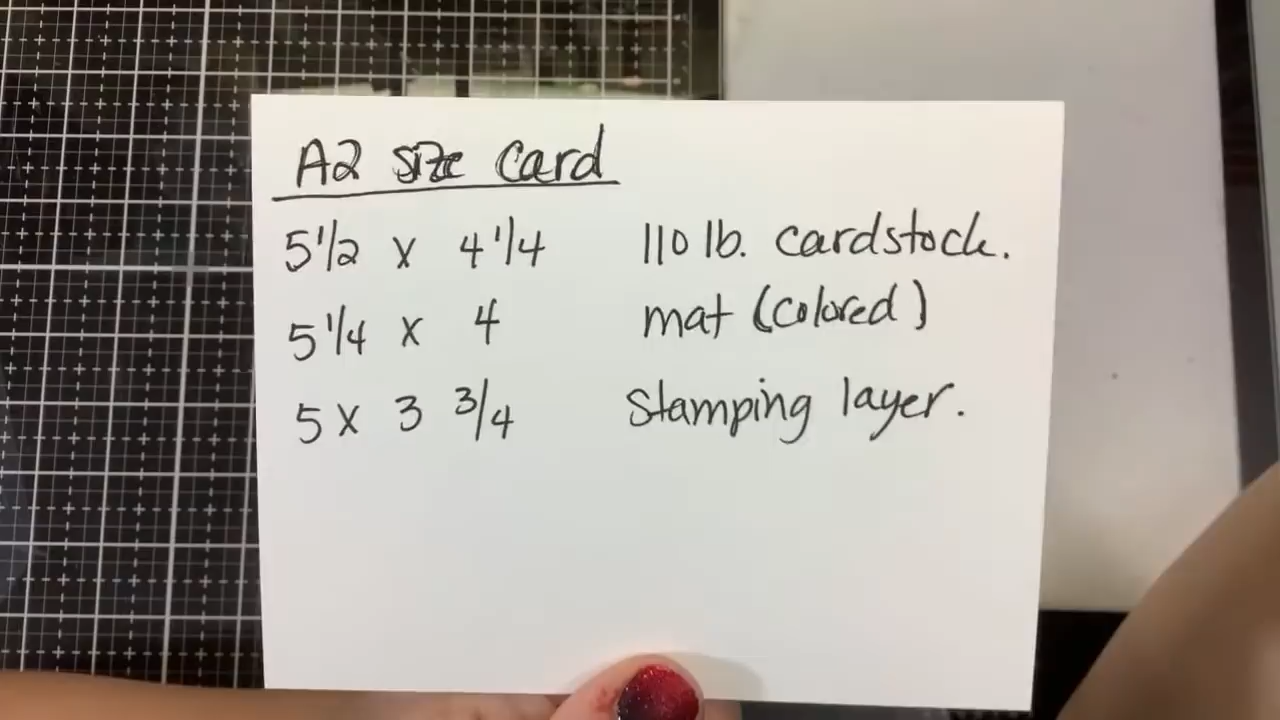 A2 size card
5 1/2 x 4 1/4 110 lb. cardstock.
5 1/4 x 4 mat (colored)
5 x 3 3/4 Stamping layer.